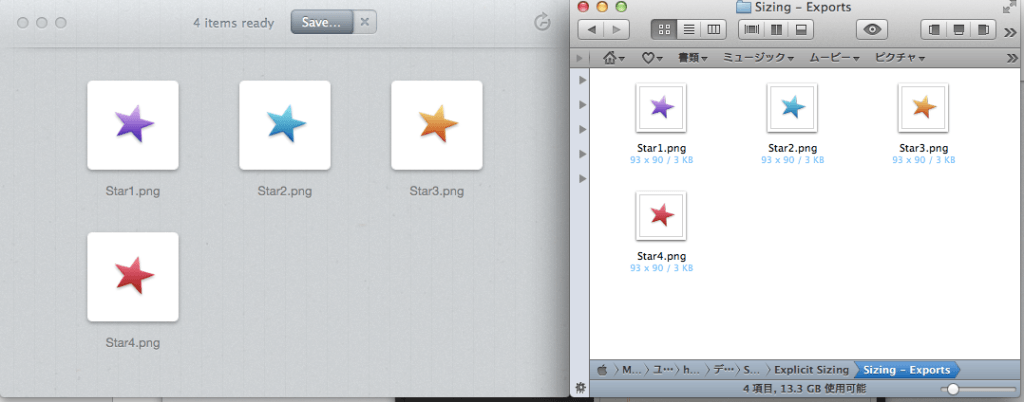 4 items ready
Save...
Star1.png
Star2.png
Star3.png
Star4.png
Sizing – Exports
書類
ミュージック
ムービー
ピクチャ
Star1.png
93 x 90 / 3 KB
Star2.png
93 x 90 / 3 KB
Star3.png
93 x 90 / 3 KB
Star4.png
93 x 90 / 3 KB
M... ユ... h... デ... S... Explicit Sizing Sizing – Exports
4 項目, 13.3 GB 使用可能